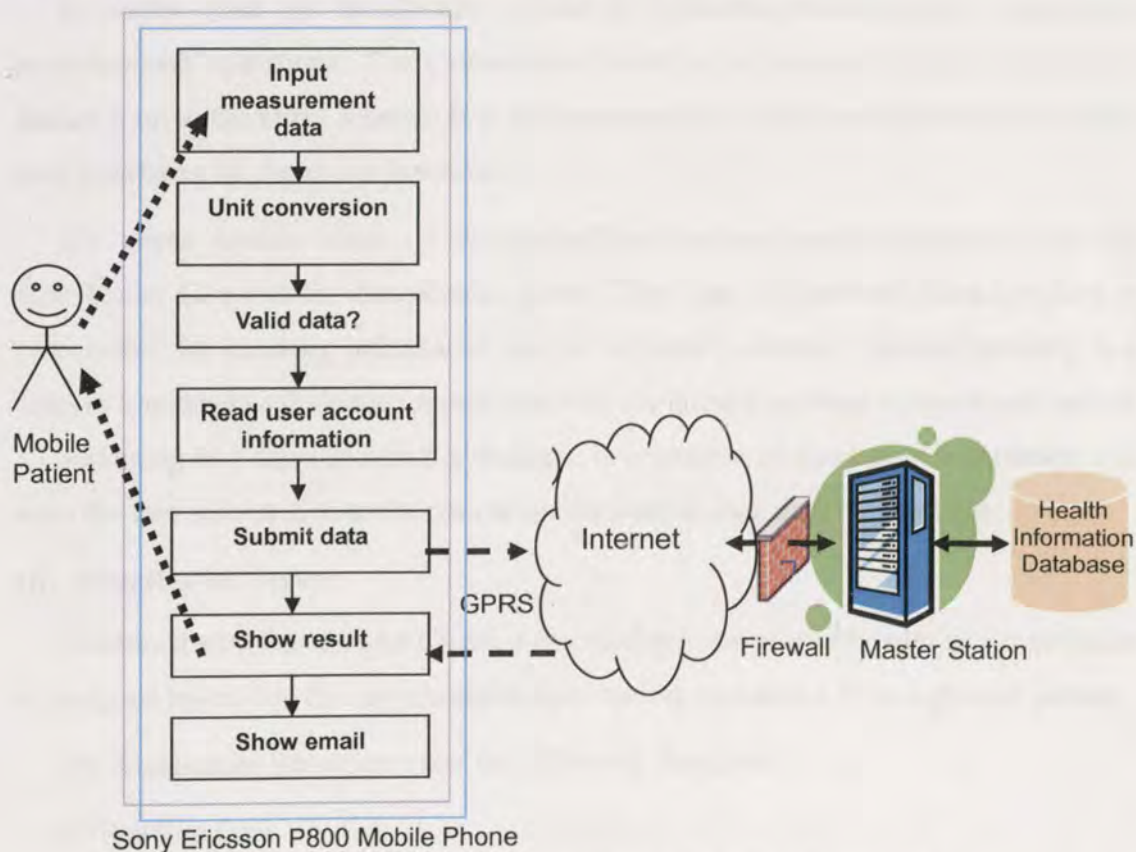 Input
measurement
data
Unit conversion
Valid data?
Read user account
information
Submit data
Show result
Show email
Mobile
Patient
Internet
GPRS
Firewall
Master Station
Health
Information
Database
Sony Ericsson P800 Mobile Phone